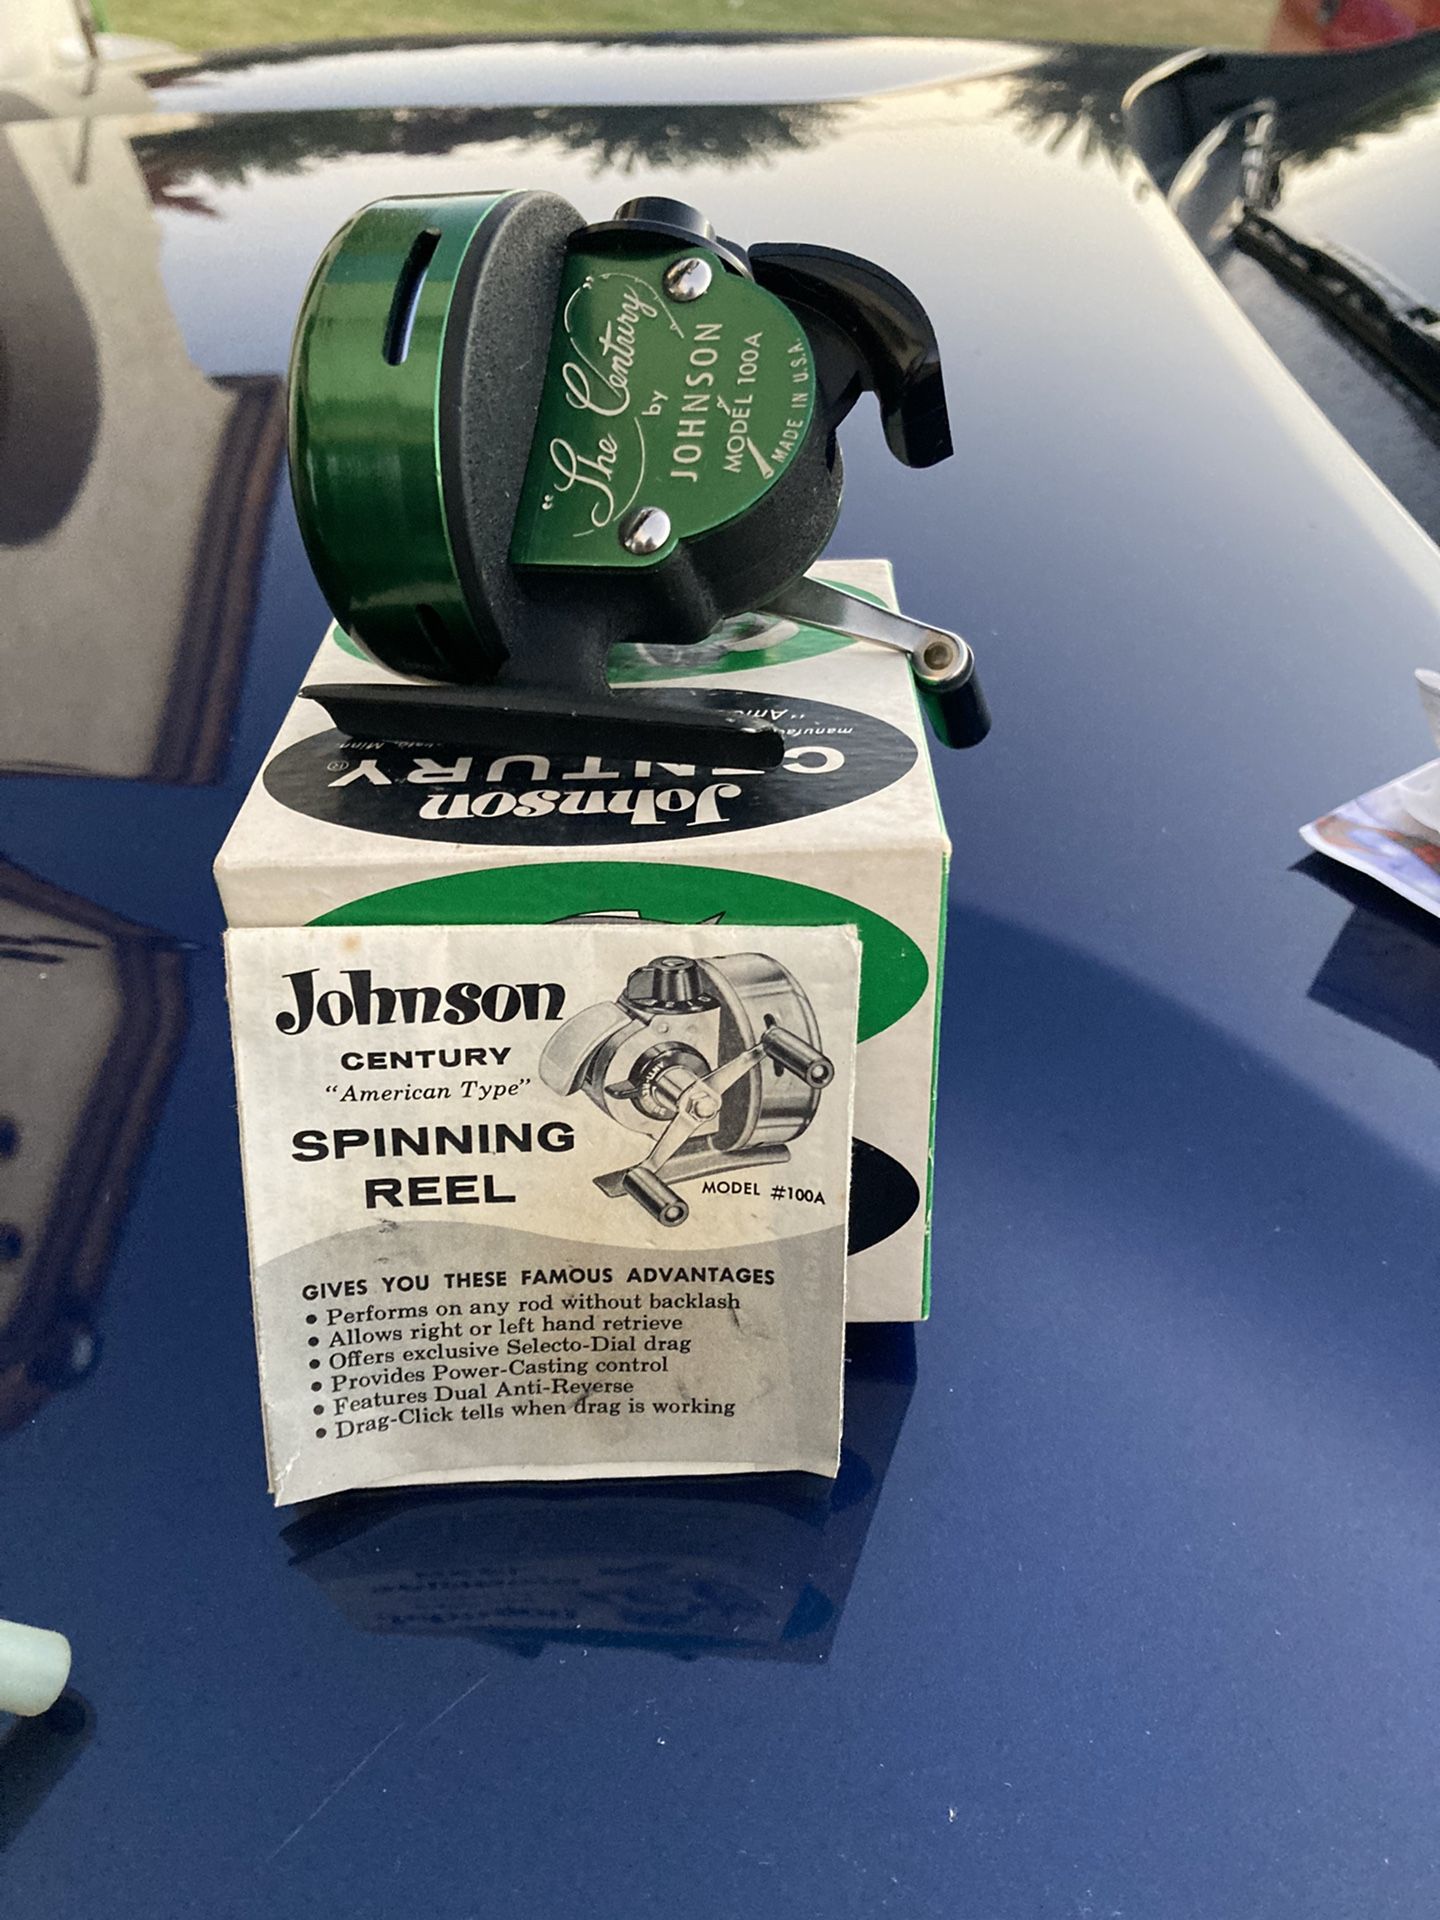 "The Century"
by
JOHNSON
MODEL 100A
MADE IN U.S.A.
Johnson
CENTURY®
Minn.
Johnson
CENTURY
"American Type"
SPINNING
REEL
MODEL #100A
GIVES YOU THESE FAMOUS ADVANTAGES
• Performs on any rod without backlash
• Allows right or left hand retrieve
• Offers exclusive Selecto-Dial drag
• Provides Power-Casting control
• Features Dual Anti-Reverse
• Drag-Click tells when drag is working